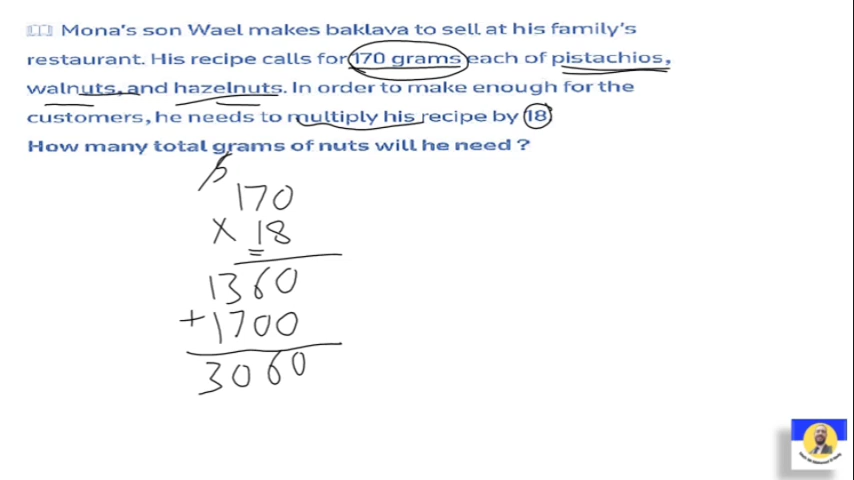 Mona's son Wael makes baklava to sell at his family's
restaurant. His recipe calls for 170 grams each of pistachios,
walnuts, and hazelnuts. In order to make enough for the
customers, he needs to multiply his recipe by 18
How many total grams of nuts will he need ?
170
× 18
1360
+ 1700
3060